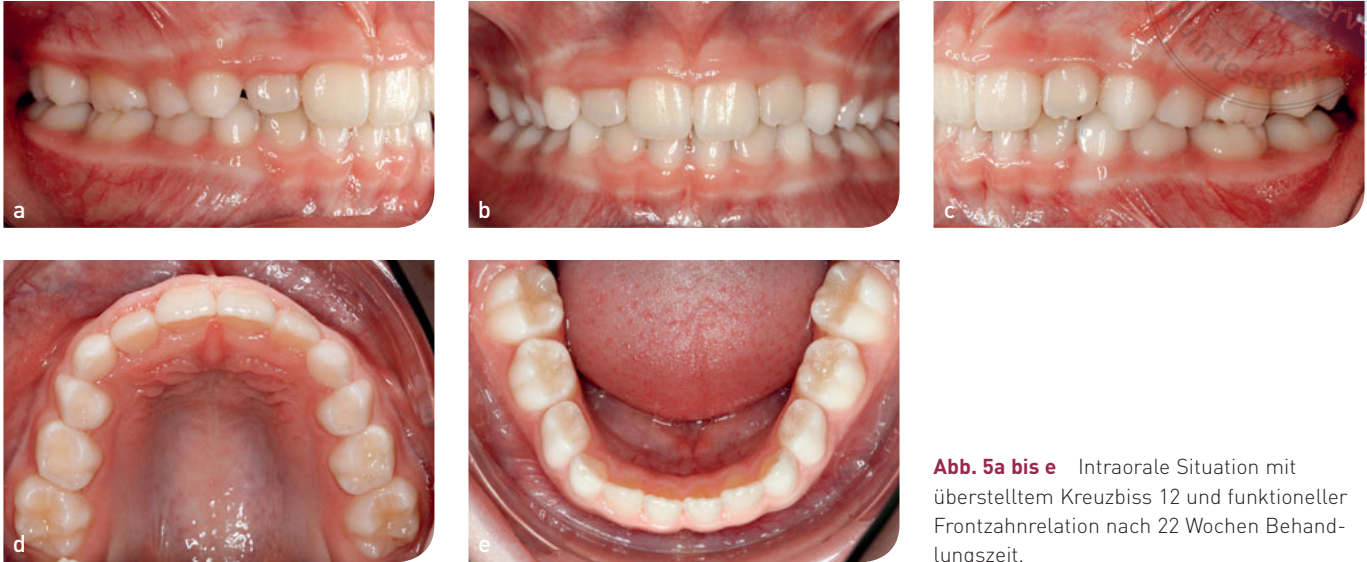 a
b
c
d
e
Abb. 5a bis e Intraorale Situation mit
überstelltem Kreuzbiss 12 und funktioneller
Frontzahnrelation nach 22 Wochen Behand-
lungszeit.